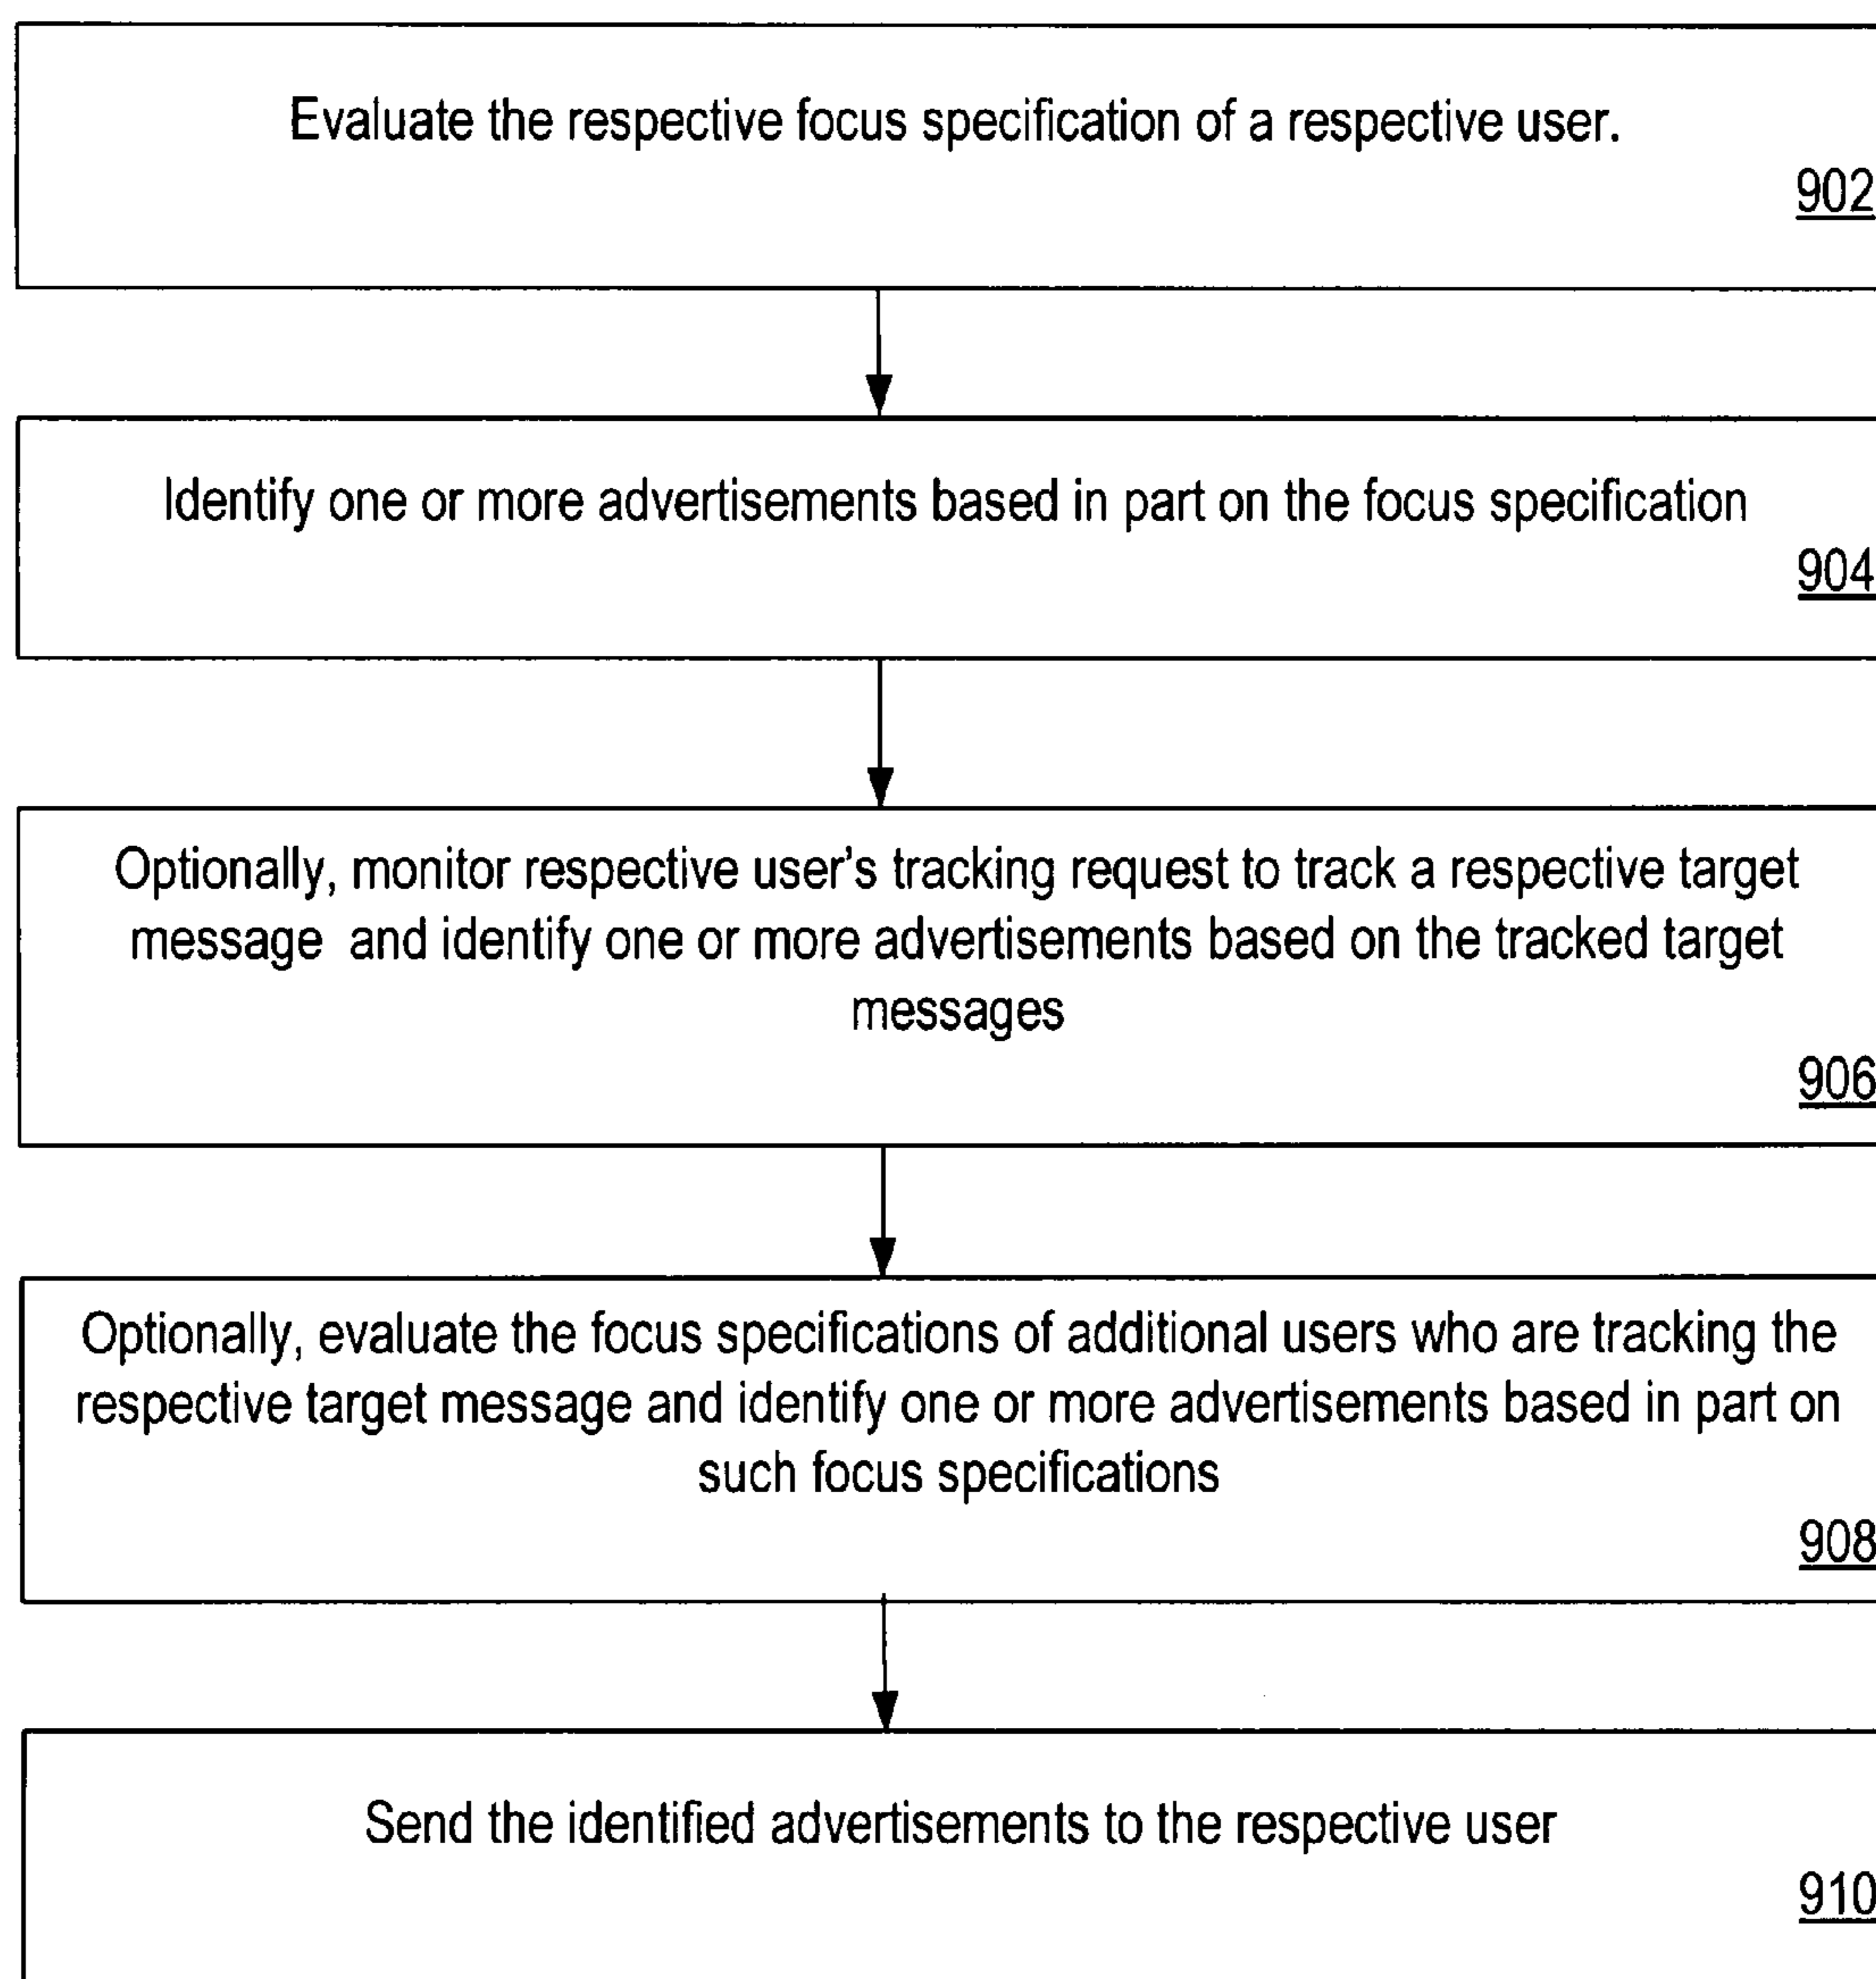 Evaluate the respective focus specification of a respective user.
902
Identify one or more advertisements based in part on the focus specification
904
Optionally, monitor respective user's tracking request to track a respective target
message and identify one or more advertisements based on the tracked target
messages
906
Optionally, evaluate the focus specifications of additional users who are tracking the
respective target message and identify one or more advertisements based in part on
such focus specifications
908
Send the identified advertisements to the respective user
910